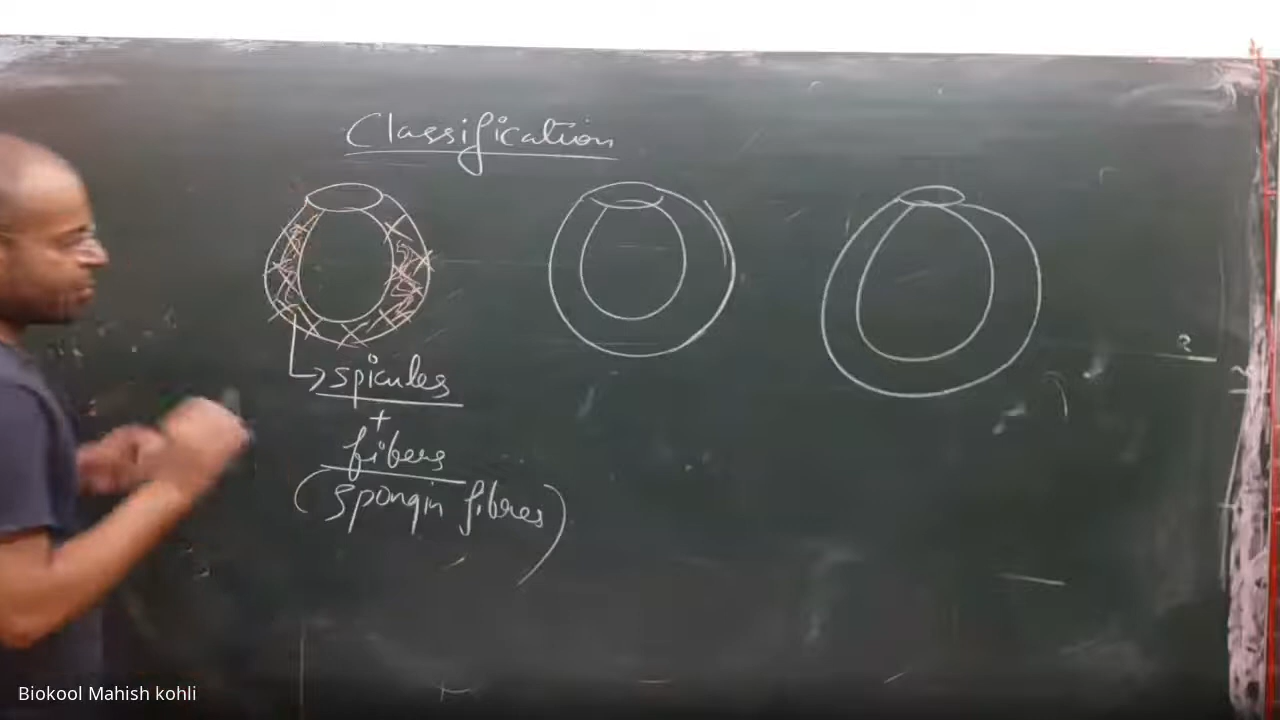 Classification
spicules
+
fibers
(spongin fibres)
?
Biokool Mahish kohli